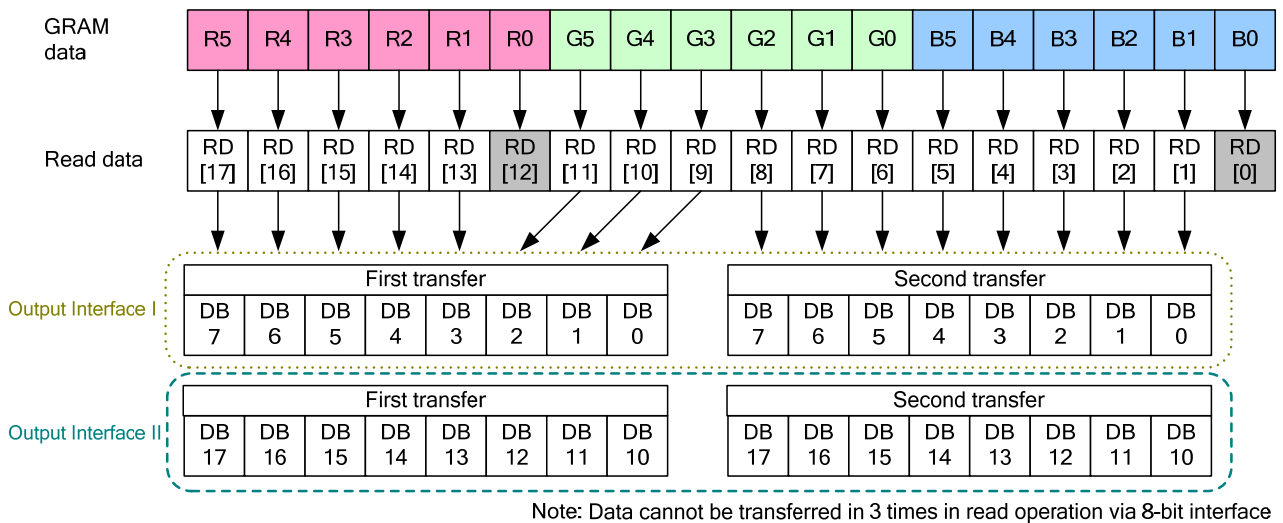 GRAM data
R5 R4 R3 R2 R1 R0 G5 G4 G3 G2 G1 G0 B5 B4 B3 B2 B1 B0
Read data
RD [17] RD [16] RD [15] RD [14] RD [13] RD [12] RD [11] RD [10] RD [9] RD [8] RD [7] RD [6] RD [5] RD [4] RD [3] RD [2] RD [1] RD [0]
First transfer Second transfer
Output Interface I
DB 7 DB 6 DB 5 DB 4 DB 3 DB 2 DB 1 DB 0 DB 7 DB 6 DB 5 DB 4 DB 3 DB 2 DB 1 DB 0
First transfer Second transfer
Output Interface II
DB 17 DB 16 DB 15 DB 14 DB 13 DB 12 DB 11 DB 10 DB 17 DB 16 DB 15 DB 14 DB 13 DB 12 DB 11 DB 10
Note: Data cannot be transferred in 3 times in read operation via 8-bit interface